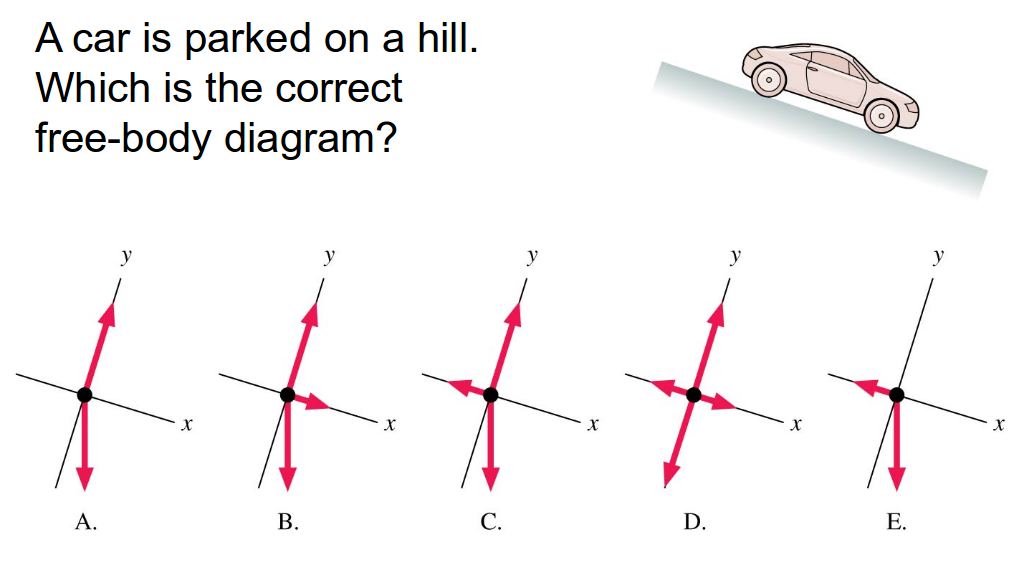 A car is parked on a hill.
Which is the correct
free-body diagram?
y y y y y
x x x x x
A. B. C. D. E.